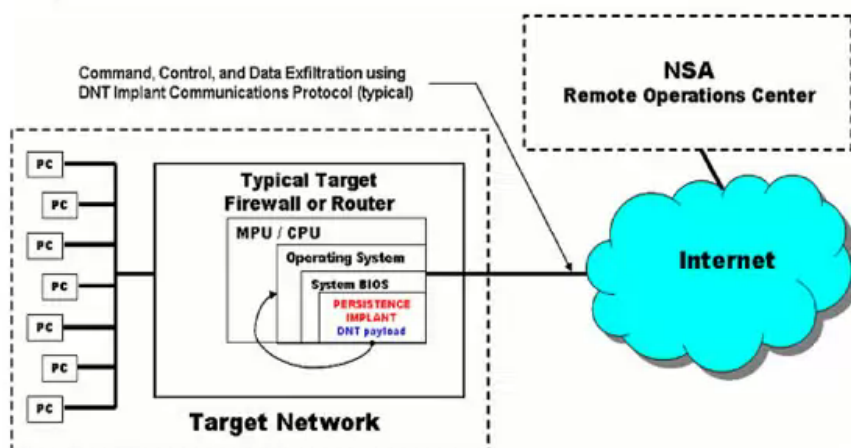 Command, Control, and Data Exfiltration using
DNT Implant Communications Protocol (typical)
NSA
Remote Operations Center
PC
PC
PC
PC
PC
PC
PC
Typical Target
Firewall or Router
MPU / CPU
Operating System
System BIOS
PERSISTENCE
IMPLANT
DNT payload
Internet
Target Network